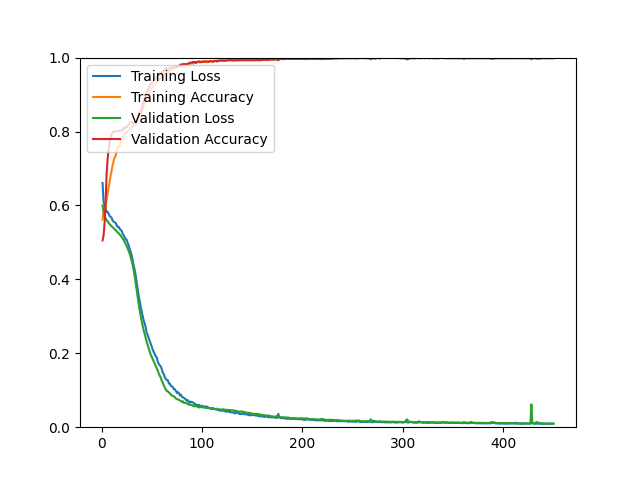 1.0
0.8
0.6
0.4
0.2
0.0
Training Loss
Training Accuracy
Validation Loss
Validation Accuracy
0 100 200 300 400